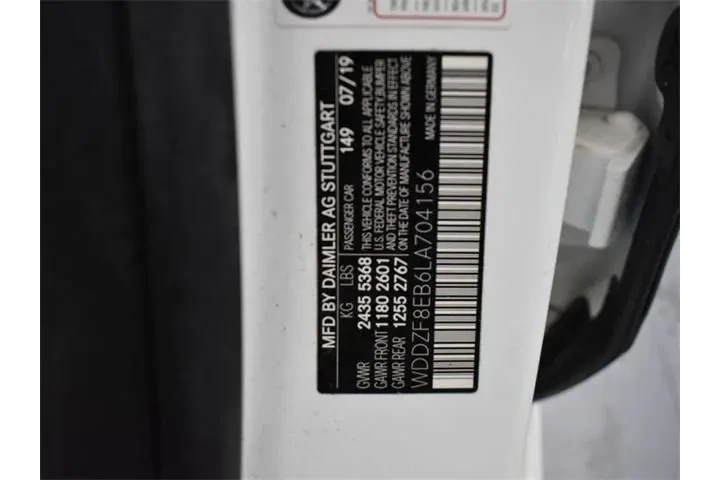 MFD BY DAIMLER AG STUTTGART
KG LBS PASSENGER CAR 149 07/19
GVWR 2435 5368 THIS VEHICLE CONFORMS TO ALL APPLICABLE
GAWR FRONT 1180 2601 U.S. FEDERAL MOTOR VEHICLE SAFETY, BUMPER
GAWR REAR 1255 2767 AND THEFT PREVENTION STANDARDS IN EFFECT
ON THE DATE OF MANUFACTURE SHOWN ABOVE
WDDZF8EB6LA704156 MADE IN GERMANY